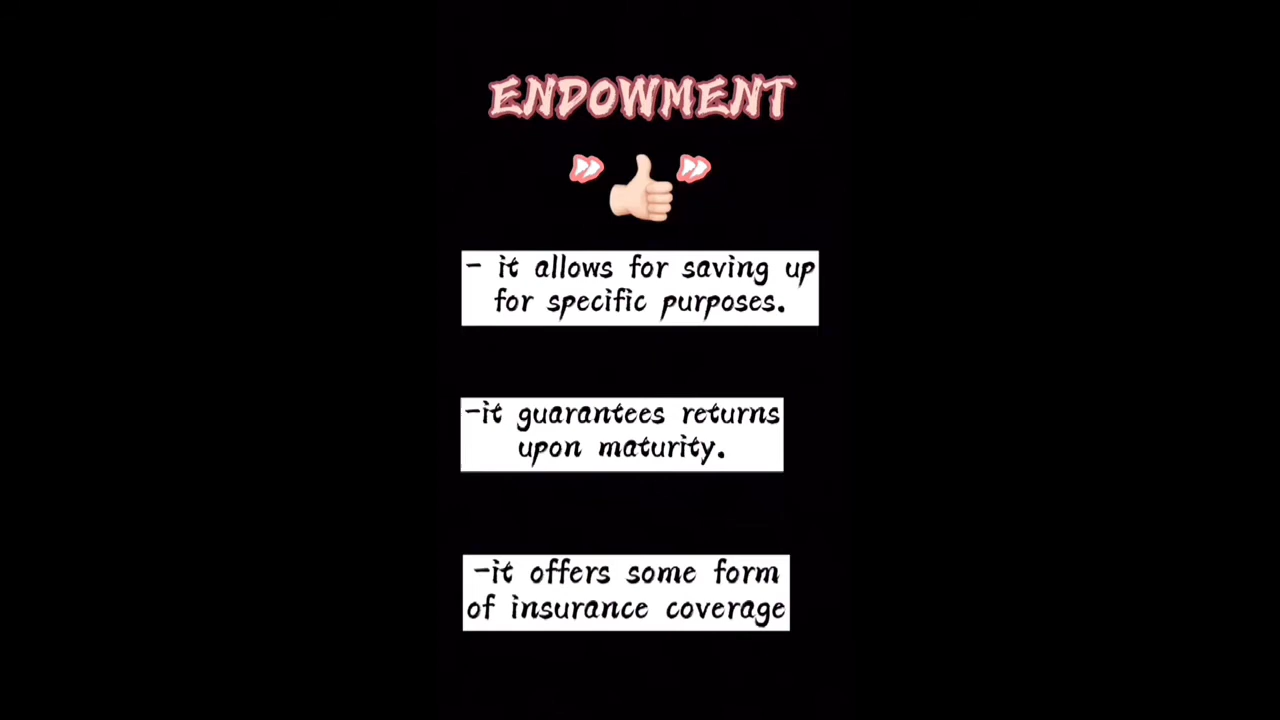 ENDOWMENT
- it allows for saving up
for specific purposes.
-it guarantees returns
upon maturity.
-it offers some form
of insurance coverage